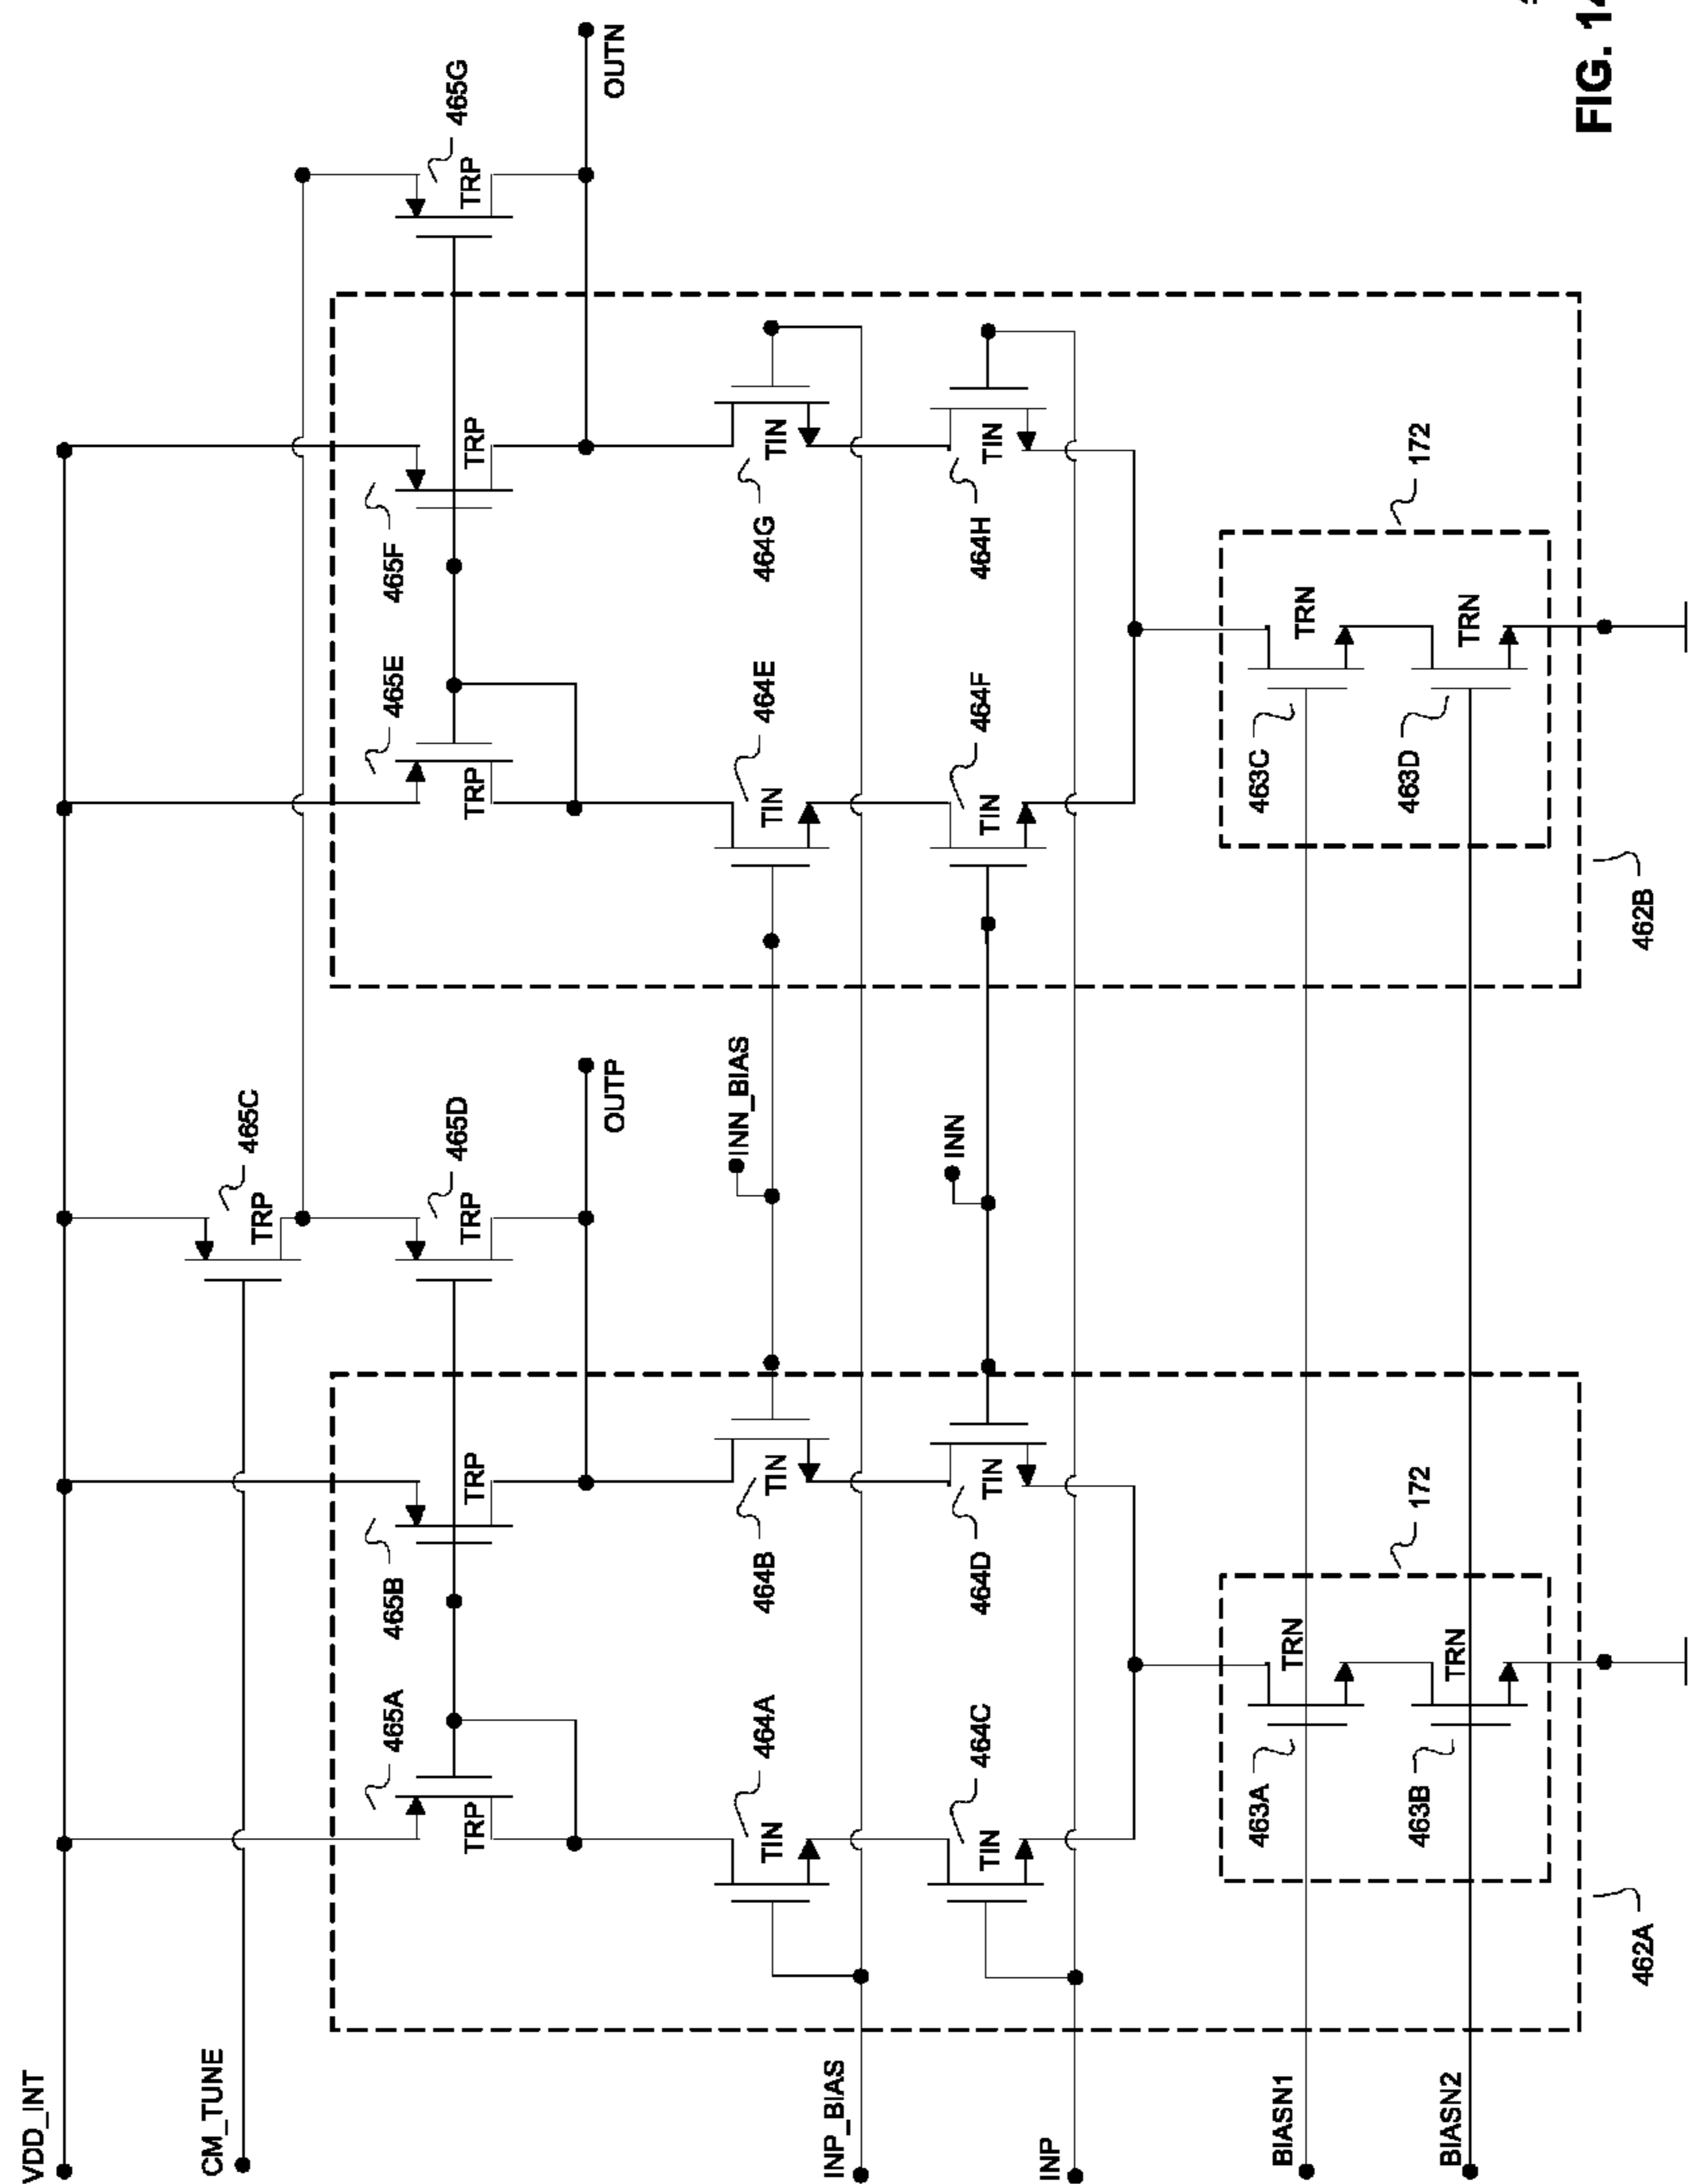 VDD_INT
CM_TUNE
465C
TRP
465A
465B
465D
465E
465F
465G
TRP
TRP
TRP
TRP
TRP
TRP
OUTP
OUTN
INN_BIAS
464A
464B
464E
464G
TIN
TIN
TIN
TIN
INP_BIAS
INN
464C
464D
464F
464H
TIN
TIN
TIN
TIN
INP
172
172
463A
TRN
463C
TRN
BIASN1
463B
TRN
463D
TRN
BIASN2
462A
462B
FIG. 14